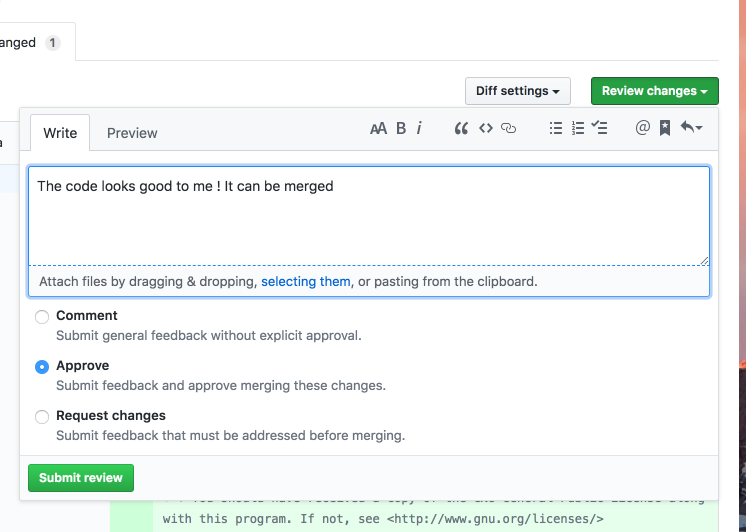 anged 1
Diff settings
Review changes
Write
Preview
AA B i
@
The code looks good to me ! It can be merged
Attach files by dragging & dropping, selecting them, or pasting from the clipboard.
Comment
Submit general feedback without explicit approval.
Approve
Submit feedback and approve merging these changes.
Request changes
Submit feedback that must be addressed before merging.
Submit review
with this program. If not, see <http://www.gnu.org/licenses/>